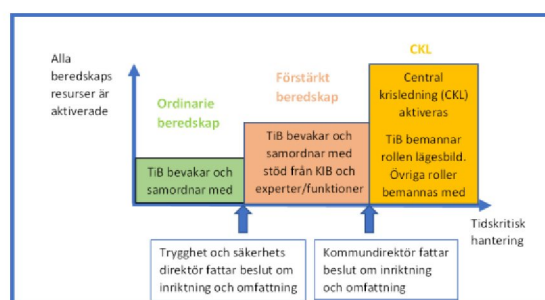 Alla
beredskaps
resurser är
aktiverade
Ordinarie
beredskap
TiB bevakar och
samordnar med
Förstärkt
beredskap
TiB bevakar och
samordnar med
stöd från KIB och
experter/funktioner
CKL
Central
krisledning (CKL)
aktiveras
TiB bemannar
rollen lägesbild.
Övriga roller
bemannas med
Tidskritisk
hantering
Trygghet och säkerhets
direktör fattar beslut om
inriktning och omfattning
Kommundirektör fattar
beslut om inriktning
och omfattning